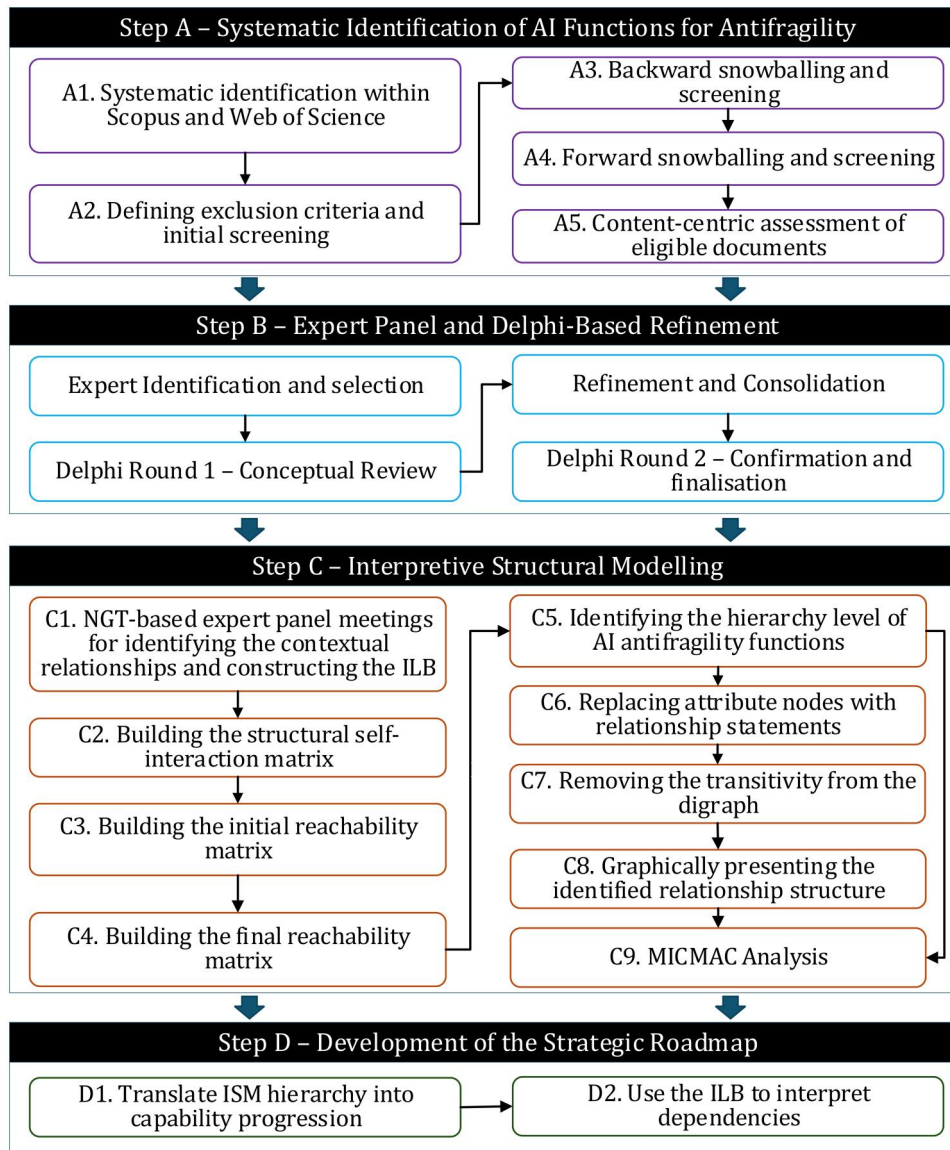 Step A – Systematic Identification of AI Functions for Antifragility
A1. Systematic identification within
Scopus and Web of Science
A2. Defining exclusion criteria and
initial screening
A3. Backward snowballing and
screening
A4. Forward snowballing and screening
A5. Content-centric assessment of
eligible documents
Step B – Expert Panel and Delphi-Based Refinement
Expert Identification and selection
Delphi Round 1 – Conceptual Review
Refinement and Consolidation
Delphi Round 2 – Confirmation and
finalisation
Step C – Interpretive Structural Modelling
C1. NGT-based expert panel meetings
for identifying the contextual
relationships and constructing the ILB
C2. Building the structural self-
interaction matrix
C3. Building the initial reachability
matrix
C4. Building the final reachability
matrix
C5. Identifying the hierarchy level of
AI antifragility functions
C6. Replacing attribute nodes with
relationship statements
C7. Removing the transitivity from the
digraph
C8. Graphically presenting the
identified relationship structure
C9. MICMAC Analysis
Step D – Development of the Strategic Roadmap
D1. Translate ISM hierarchy into
capability progression
D2. Use the ILB to interpret
dependencies